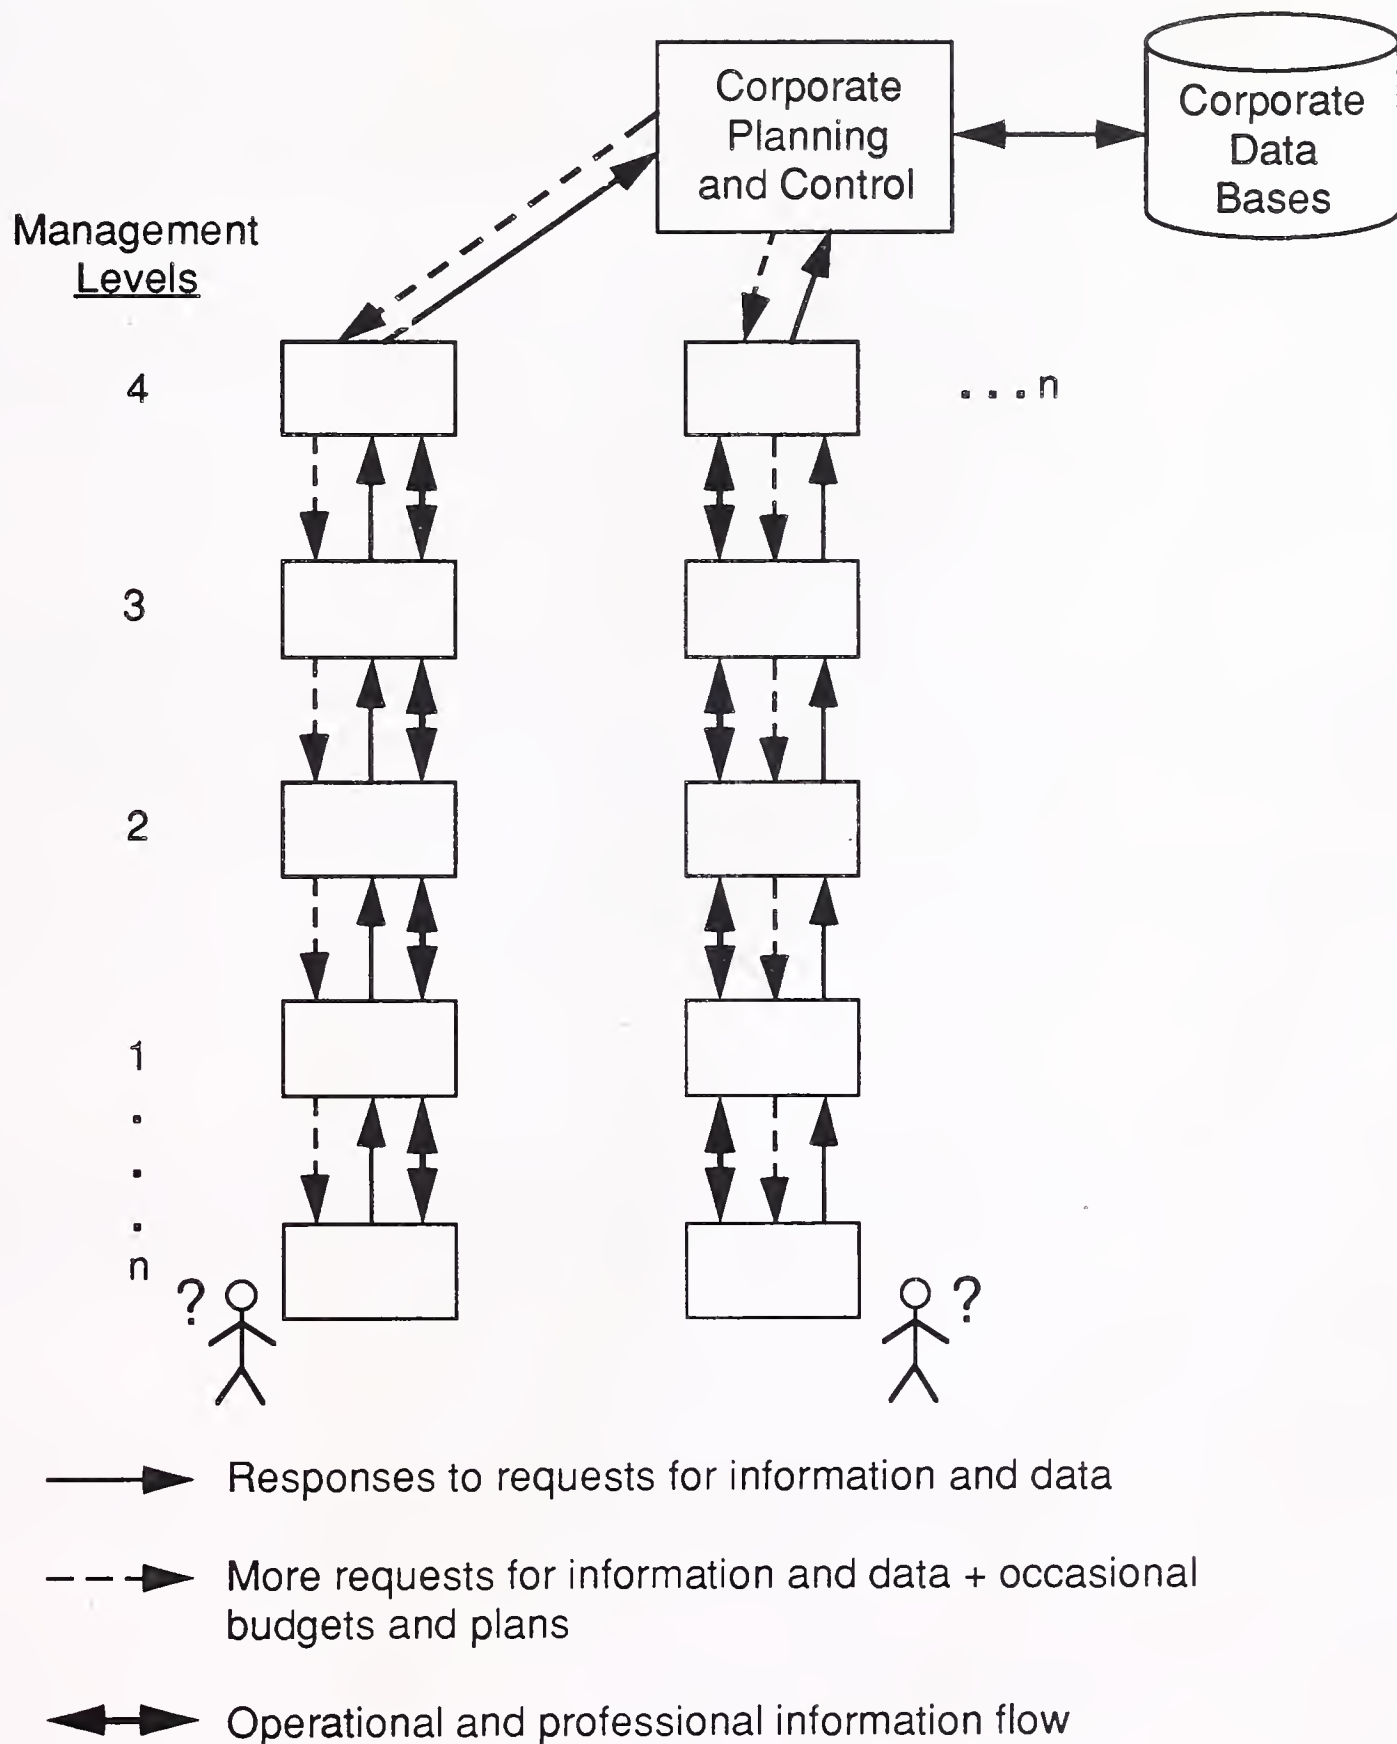 Corporate
Planning
and Control
Corporate
Data
Bases
Management
Levels
4
. . . n
3
2
1
.
.
.
n
?
?
Responses to requests for information and data
More requests for information and data + occasional
budgets and plans
Operational and professional information flow